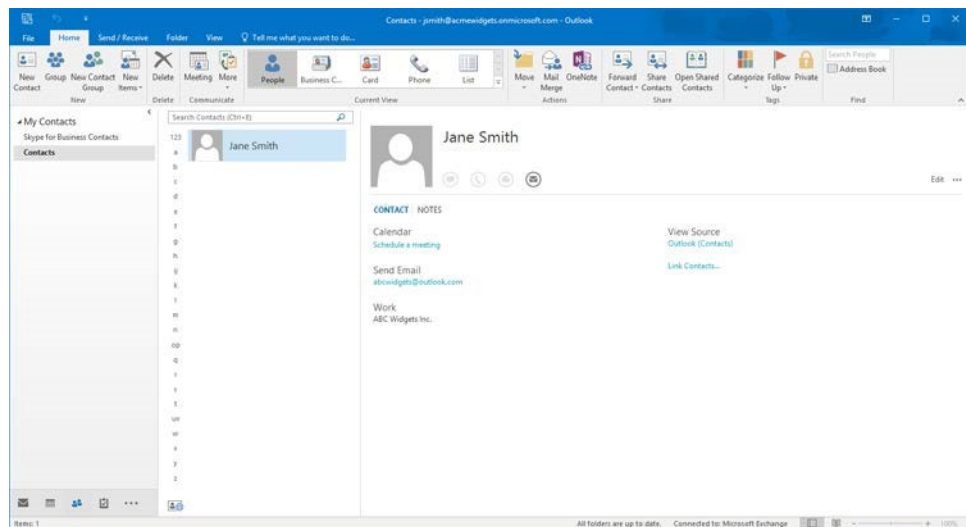 Contacts - jsmith@acmewidgets.onmicrosoft.com - Outlook
File Home Send / Receive Folder View Tell me what you want to do...
New Contact
Group
New Contact Group
New Items
Delete
Meeting
More
People
Business C...
Card
Phone
List
Move
Mail Merge
OneNote
Forward Contact
Share Contacts
Open Shared Contacts
Categorize
Follow Up
Private
Search People
Address Book
New Delete Communicate Current View Actions Share Tags Find
My Contacts
Skype for Business Contacts
Contacts
Search Contacts (Ctrl+E)
123
Jane Smith
a
b
c
d
Jane Smith
Edit
CONTACT NOTES
Calendar
Schedule a meeting
Send Email
abcwidgets@outlook.com
Work
ABC Widgets Inc.
View Source
Outlook (Contacts)
Link Contacts...
g
h
k
m
n
op
q
t
uv
w
y
z
Items: 1
All folders are up to date. Connected to: Microsoft Exchange
100%